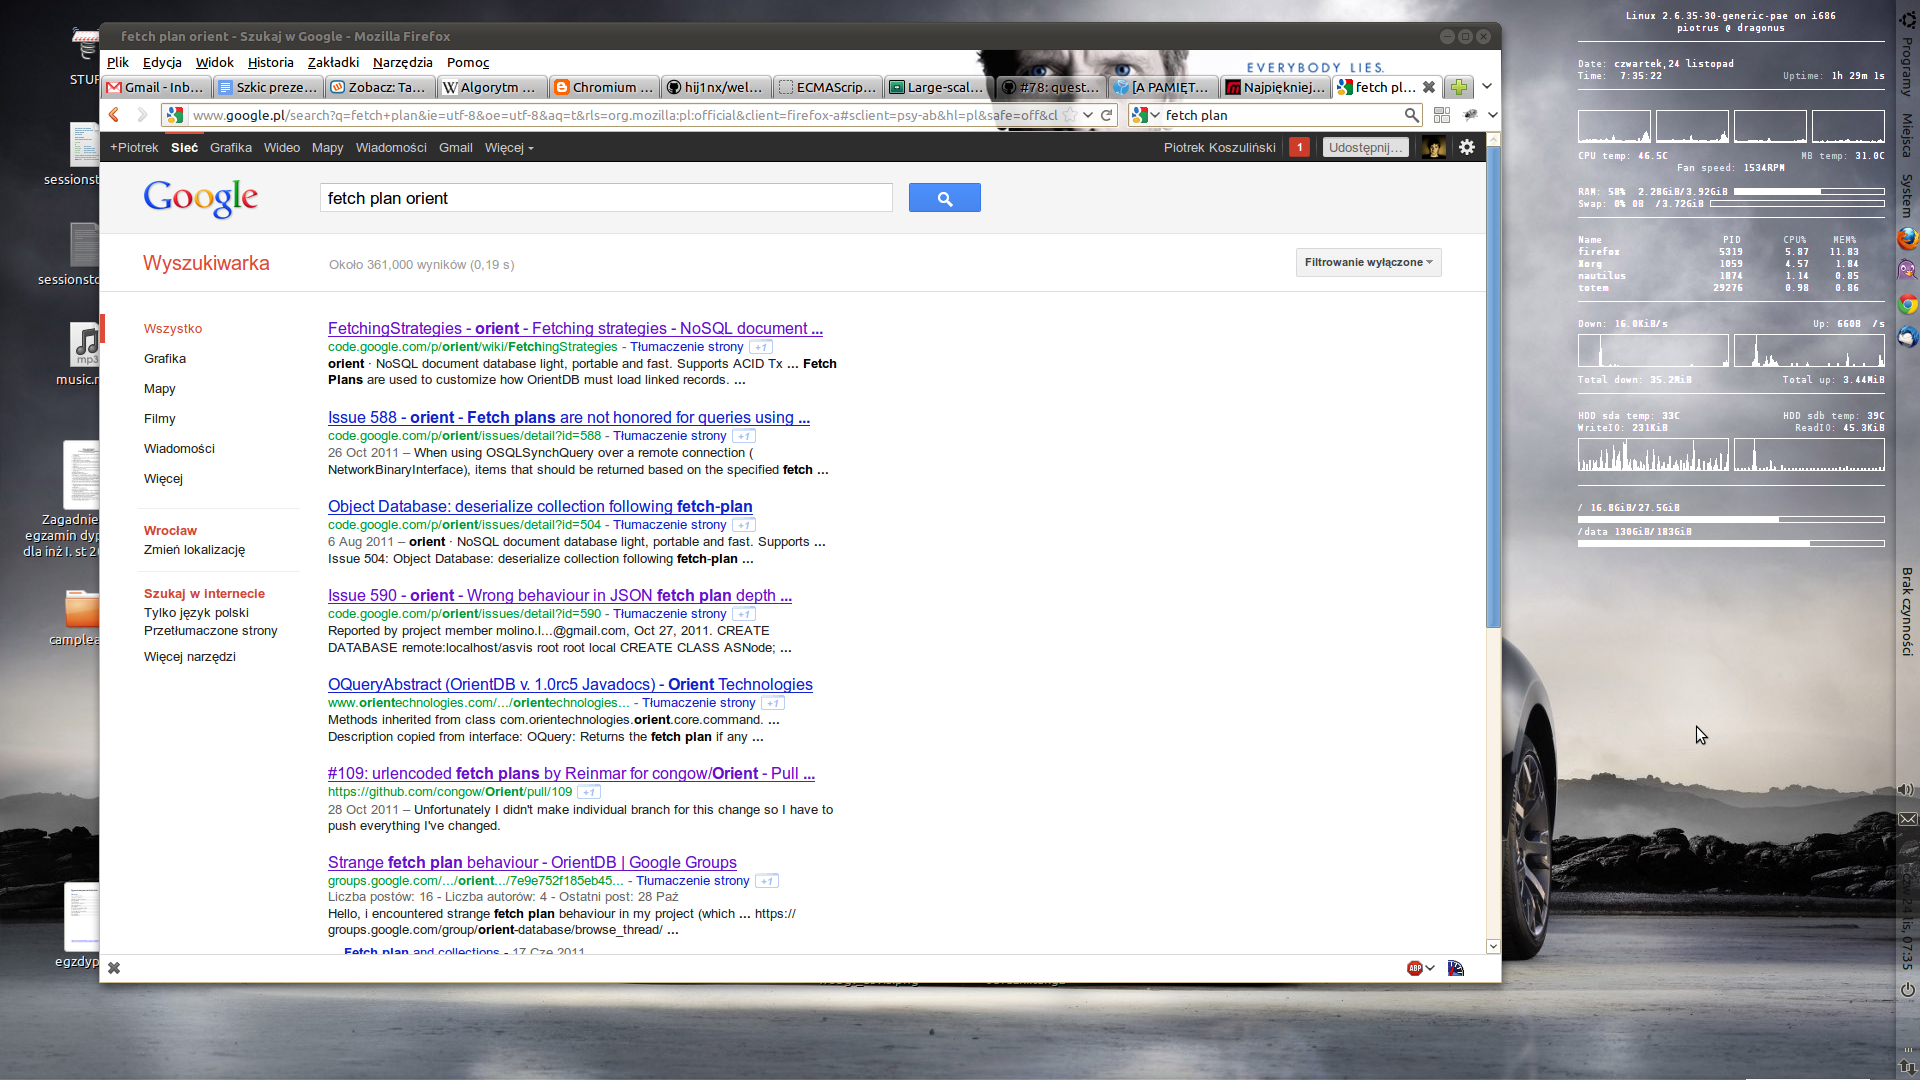 fetch plan orient - Szukaj w Google - Mozilla Firefox
Plik Edycja Widok Historia Zakładki Narzędzia Pomoc
EVERYBODY LIES.
Gmail - Inb... Szkic preze... Zobacz: Ta... Algorytm ... Chromium ... hij1nx/wel... ECMAScrip... Large-scal... #78: quest... [A PAMIĘT... Najpiękniej... fetch pl...
www.google.pl/search?q=fetch+plan&ie=utf-8&oe=utf-8&aq=t&rls=org.mozilla:pl:official&client=firefox-a#sclient=psy-ab&hl=pl&safe=off&cl
fetch plan
+Piotrek Sieć Grafika Wideo Mapy Wiadomości Gmail Więcej
Piotrek Koszuliński 1 Udostępnij...
Google
fetch plan orient
Wyszukiwarka
Około 361,000 wyników (0,19 s)
Filtrowanie wyłączone
Wszystko
Grafika
Mapy
Filmy
Wiadomości
Więcej
Wrocław
Zmień lokalizację
Szukaj w internecie
Tylko język polski
Przetłumaczone strony
Więcej narzędzi
FetchingStrategies - orient - Fetching strategies - NoSQL document ...
code.google.com/p/orient/wiki/FetchingStrategies - Tłumaczenie strony +1
orient · NoSQL document database light, portable and fast. Supports ACID Tx ... Fetch
Plans are used to customize how OrientDB must load linked records. ...
Issue 588 - orient - Fetch plans are not honored for queries using ...
code.google.com/p/orient/issues/detail?id=588 - Tłumaczenie strony +1
26 Oct 2011 – When using OSQLSynchQuery over a remote connection (
NetworkBinaryInterface), items that should be returned based on the specified fetch ...
Object Database: deserialize collection following fetch-plan
code.google.com/p/orient/issues/detail?id=504 - Tłumaczenie strony +1
6 Aug 2011 – orient · NoSQL document database light, portable and fast. Supports ...
Issue 504: Object Database: deserialize collection following fetch-plan ...
Issue 590 - orient - Wrong behaviour in JSON fetch plan depth ...
code.google.com/p/orient/issues/detail?id=590 - Tłumaczenie strony +1
Reported by project member molino.l...@gmail.com, Oct 27, 2011. CREATE
DATABASE remote:localhost/asvis root root local CREATE CLASS ASNode; ...
OQueryAbstract (OrientDB v. 1.0rc5 Javadocs) - Orient Technologies
www.orientechnologies.com/.../orientechnologies... - Tłumaczenie strony +1
Methods inherited from class com.orientechnologies.orient.core.command. ...
Description copied from interface: OQuery: Returns the fetch plan if any ...
#109: urlencoded fetch plans by Reinmar for congow/Orient - Pull ...
https://github.com/congow/Orient/pull/109 +1
28 Oct 2011 – Unfortunately I didn't make individual branch for this change so I have to
push everything I've changed.
Strange fetch plan behaviour - OrientDB | Google Groups
groups.google.com/.../orient.../7e9e752f185eb45... - Tłumaczenie strony +1
Liczba postów: 16 - Liczba autorów: 4 - Ostatni post: 28 Paź
Hello, i encountered strange fetch plan behaviour in my project (which ... https://
groups.google.com/group/orient-database/browse_thread/ ...
Fetch plan and collections - 17 Cze 2011
ABP
STUF
sessionst
sessionsto
mp3
music.r
Zagadnie
egzamin dyp
dla inż I. st 20
camplea
egzdyp
Linux 2.6.35-30-generic-pae on i686
piotrus @ dragonus
Date: czwartek,24 listopad
Time: 7:35:22 Uptime: 1h 29m 1s
CPU temp: 46.5C MB temp: 31.0C
Fan speed: 1534RPM
RAM: 58% 2.28GiB/3.92GiB
Swap: 0% 0B /3.72GiB
Name PID CPU% MEM%
firefox 5319 5.87 11.83
Xorg 1059 4.57 1.84
nautilus 1874 1.14 0.85
totem 29276 0.98 0.86
Down: 16.0KiB/s Up: 660B /s
Total down: 35.2MiB Total up: 3.44MiB
HDD sda temp: 33C HDD sdb temp: 39C
WriteIO: 231KiB ReadIO: 45.3KiB
/ 16.8GiB/27.5GiB
/data 130GiB/183GiB
Programy
Miejsca
System
Brak czynności
24 lis, 07:35